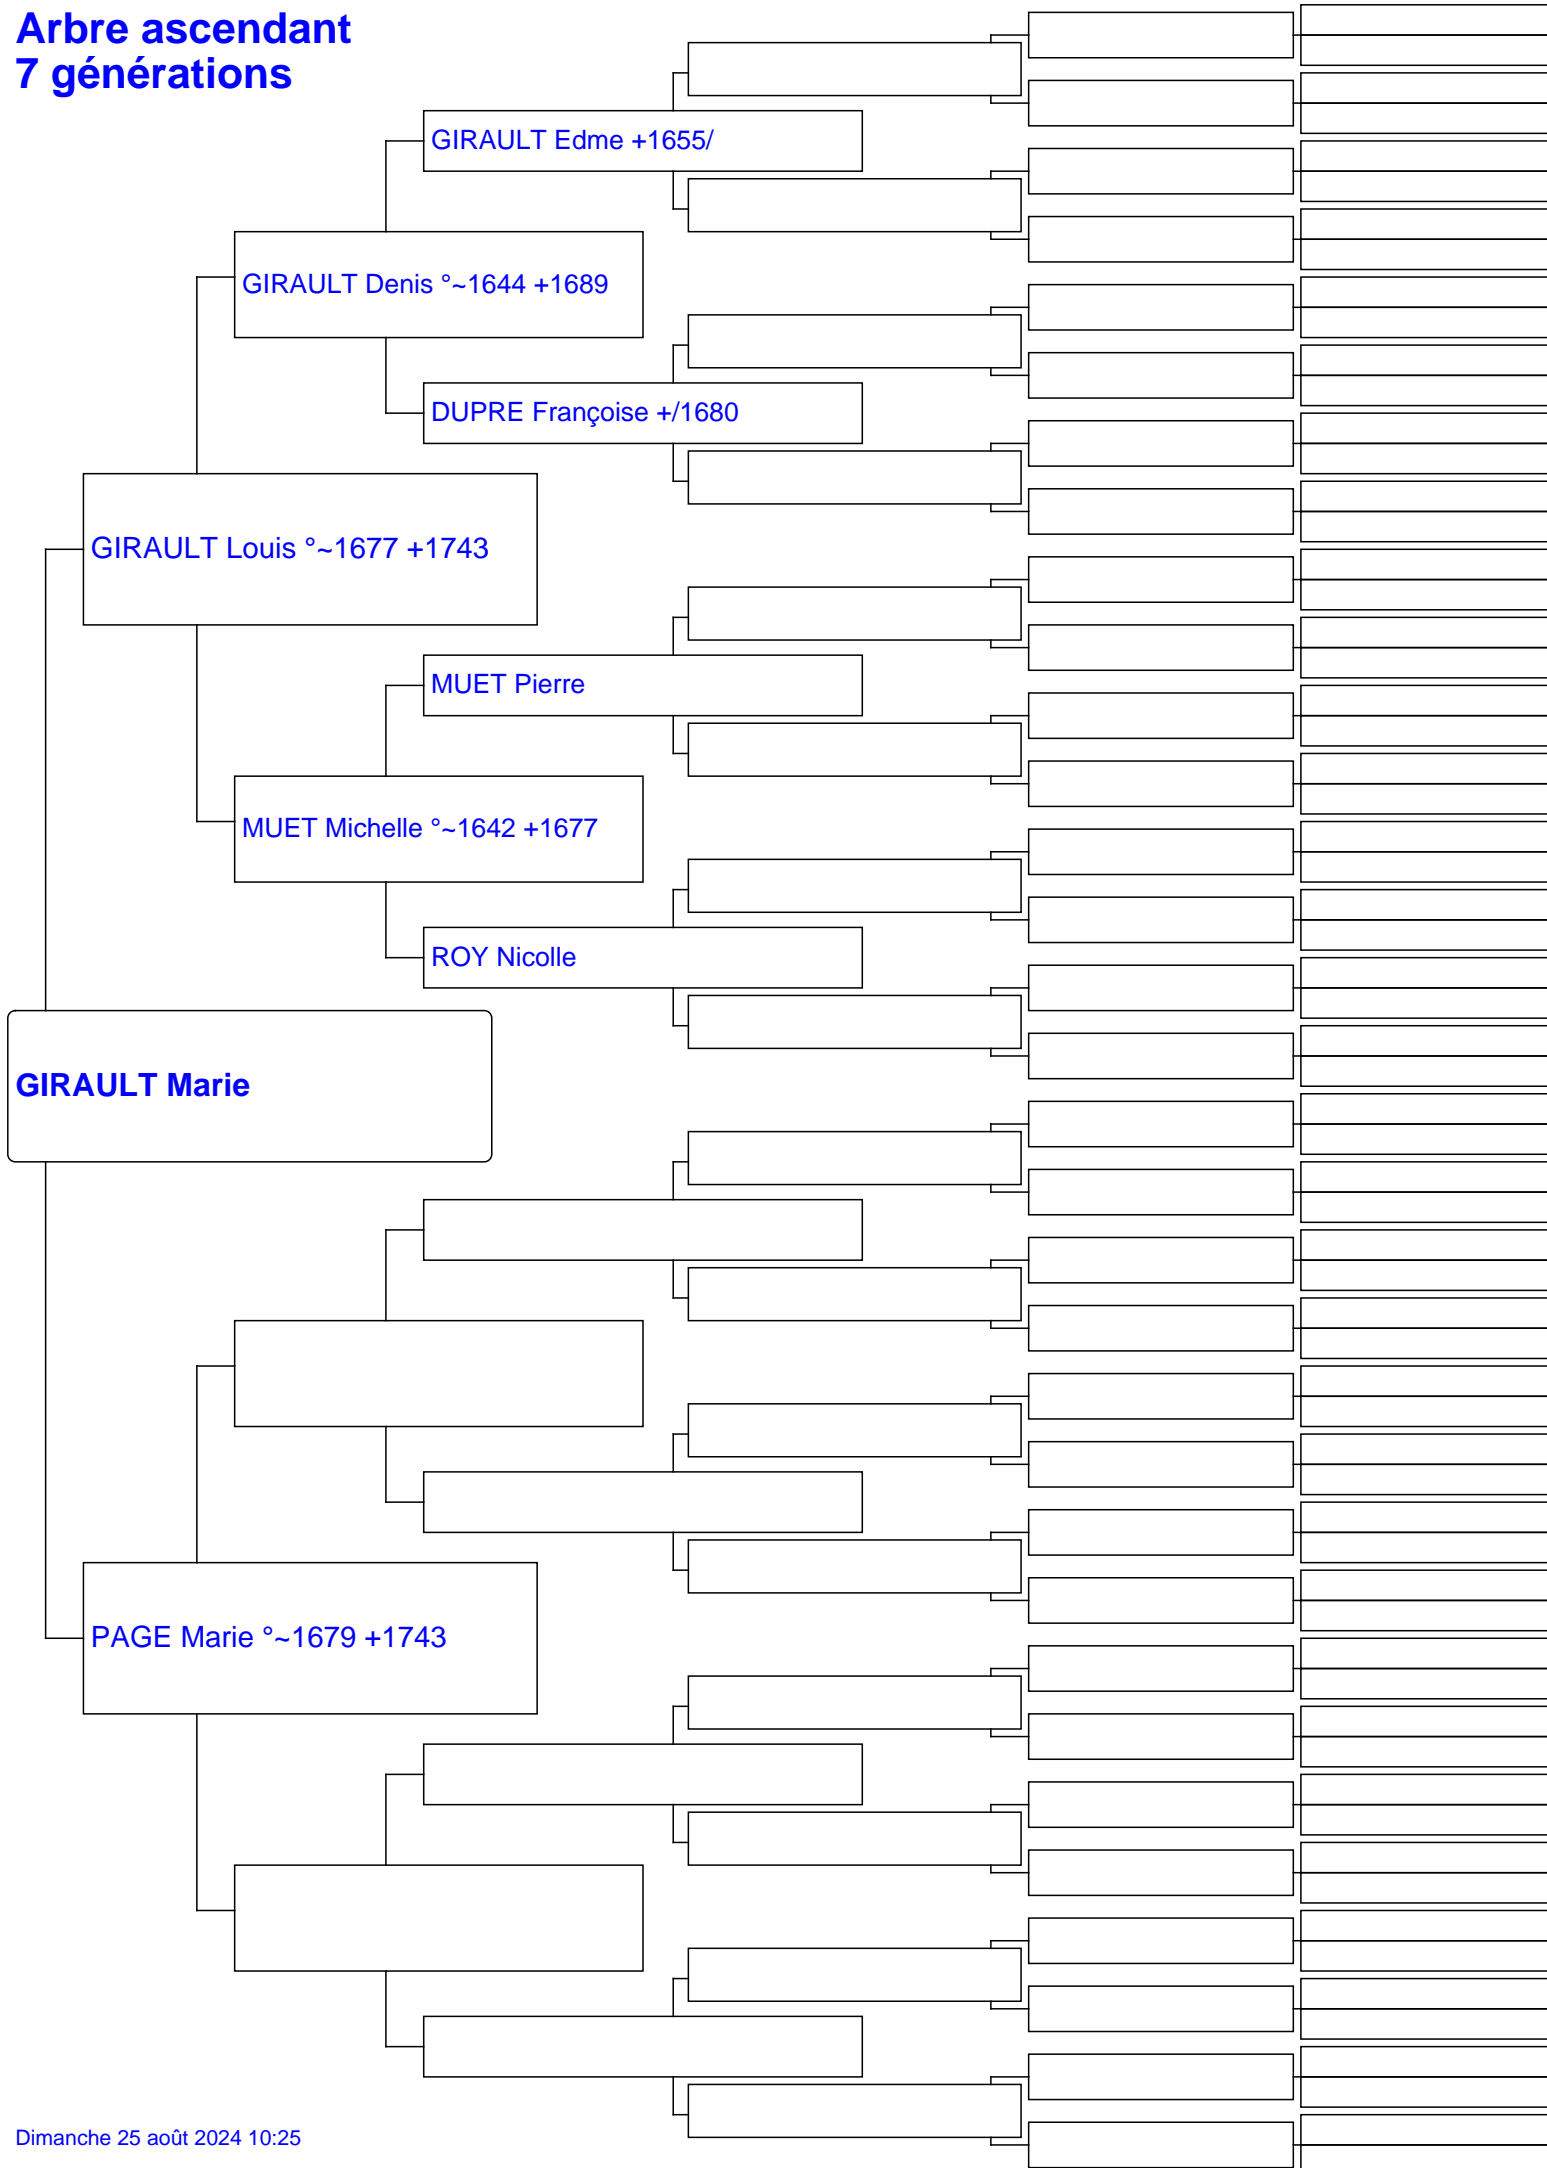 Arbre ascendant
7 générations
GIRAULT Edme +1655/
GIRAULT Denis °~1644 +1689
DUPRE Françoise +/1680
GIRAULT Louis °~1677 +1743
MUET Pierre
MUET Michelle °~1642 +1677
ROY Nicolle
GIRAULT Marie
PAGE Marie °~1679 +1743
Dimanche 25 août 2024 10:25